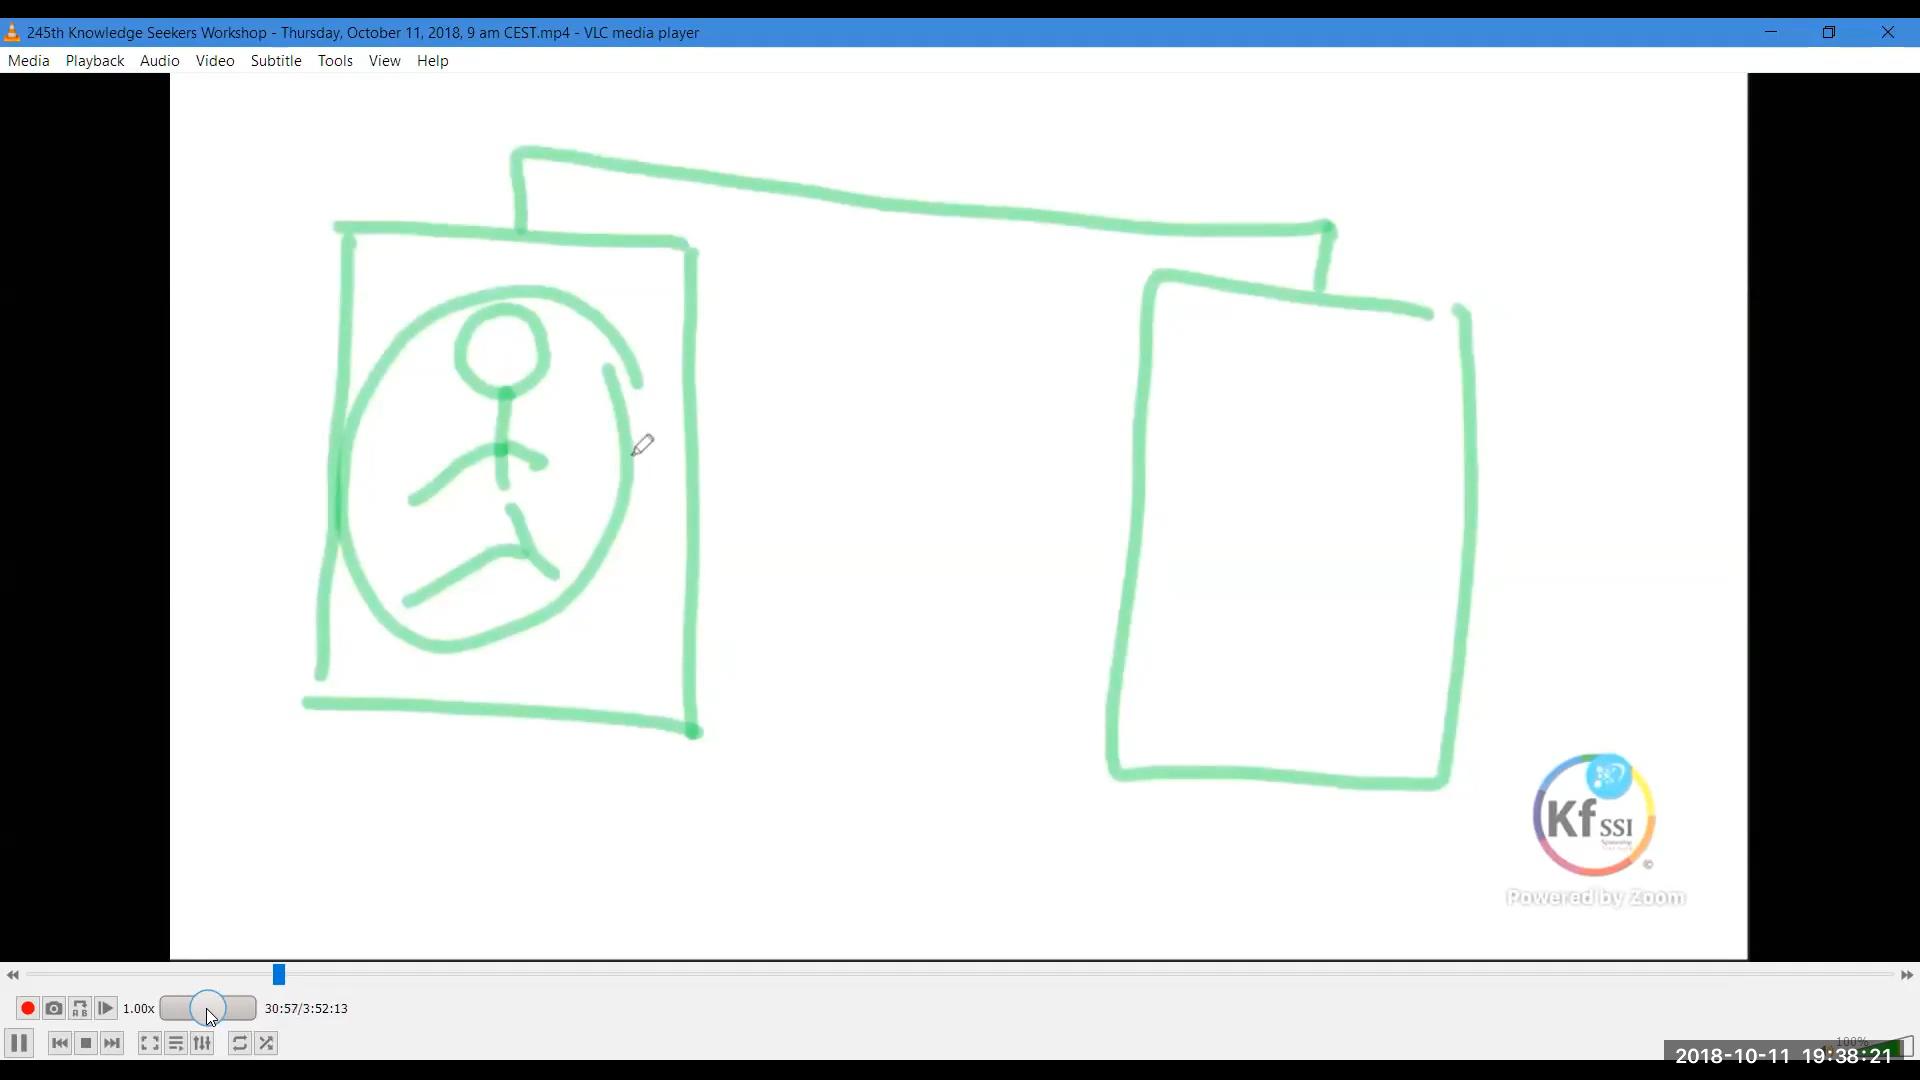 245th Knowledge Seekers Workshop - Thursday, October 11, 2018, 9 am CEST.mp4 - VLC media player
Media Playback Audio Video Subtitle Tools View Help
Kf SSI
©
Powered by Zoom
1.00x 30:57/3:52:13
100%
2018-10-11 19:38:21